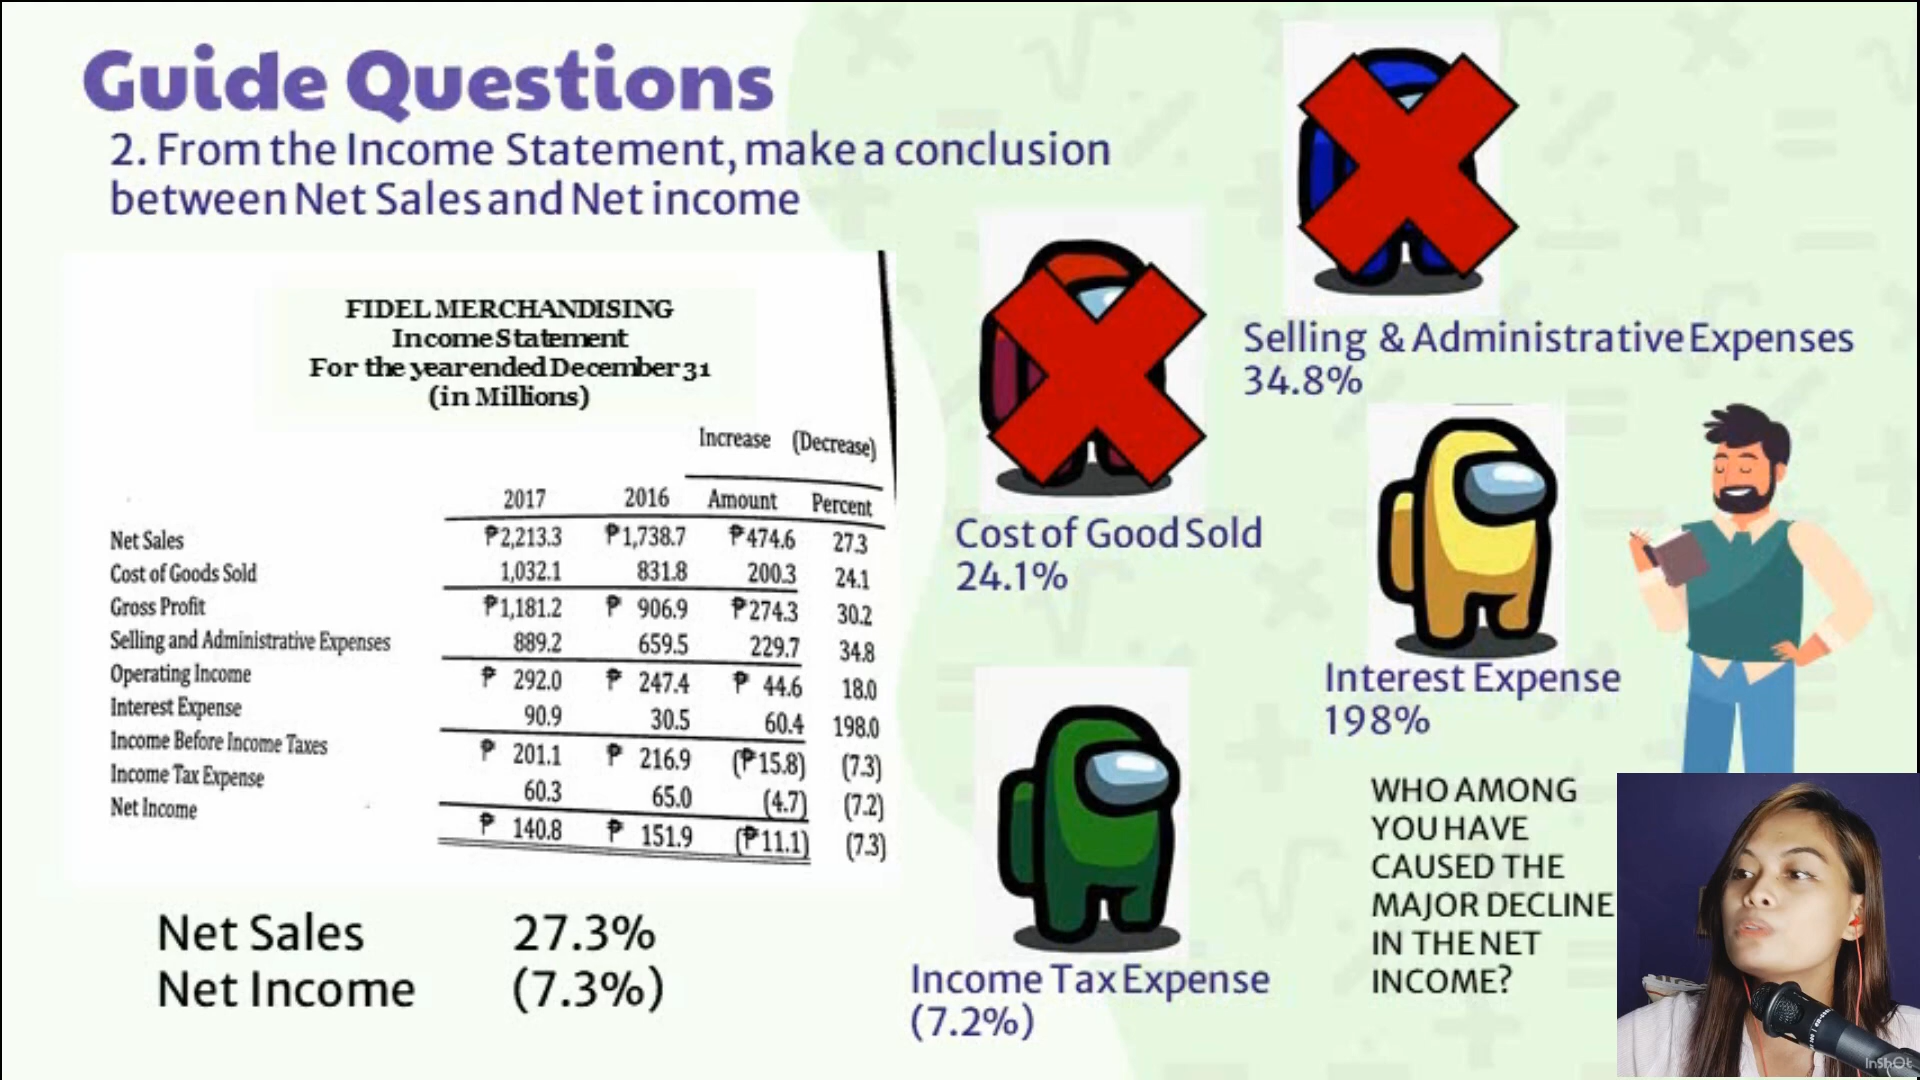 Guide Questions
2. From the Income Statement, make a conclusion
between Net Sales and Net income
FIDEL MERCHANDISING
Income Statement
For the year ended December 31
(in Millions)
Increase (Decrease)
2017 2016 Amount Percent
Net Sales ₱2,213.3 ₱1,738.7 ₱474.6 27.3
Cost of Goods Sold 1,032.1 831.8 200.3 24.1
Gross Profit ₱1,181.2 ₱ 906.9 ₱274.3 30.2
Selling and Administrative Expenses 889.2 659.5 229.7 34.8
Operating Income ₱ 292.0 ₱ 247.4 ₱ 44.6 18.0
Interest Expense 90.9 30.5 60.4 198.0
Income Before Income Taxes ₱ 201.1 ₱ 216.9 (₱15.8) (7.3)
Income Tax Expense 60.3 65.0 (4.7) (7.2)
Net Income ₱ 140.8 ₱ 151.9 (₱11.1) (7.3)
Net Sales 27.3%
Net Income (7.3%)
Selling & Administrative Expenses
34.8%
Cost of Good Sold
24.1%
Interest Expense
198%
Income Tax Expense
(7.2%)
WHO AMONG
YOU HAVE
CAUSED THE
MAJOR DECLINE
IN THE NET
INCOME?
InShOt